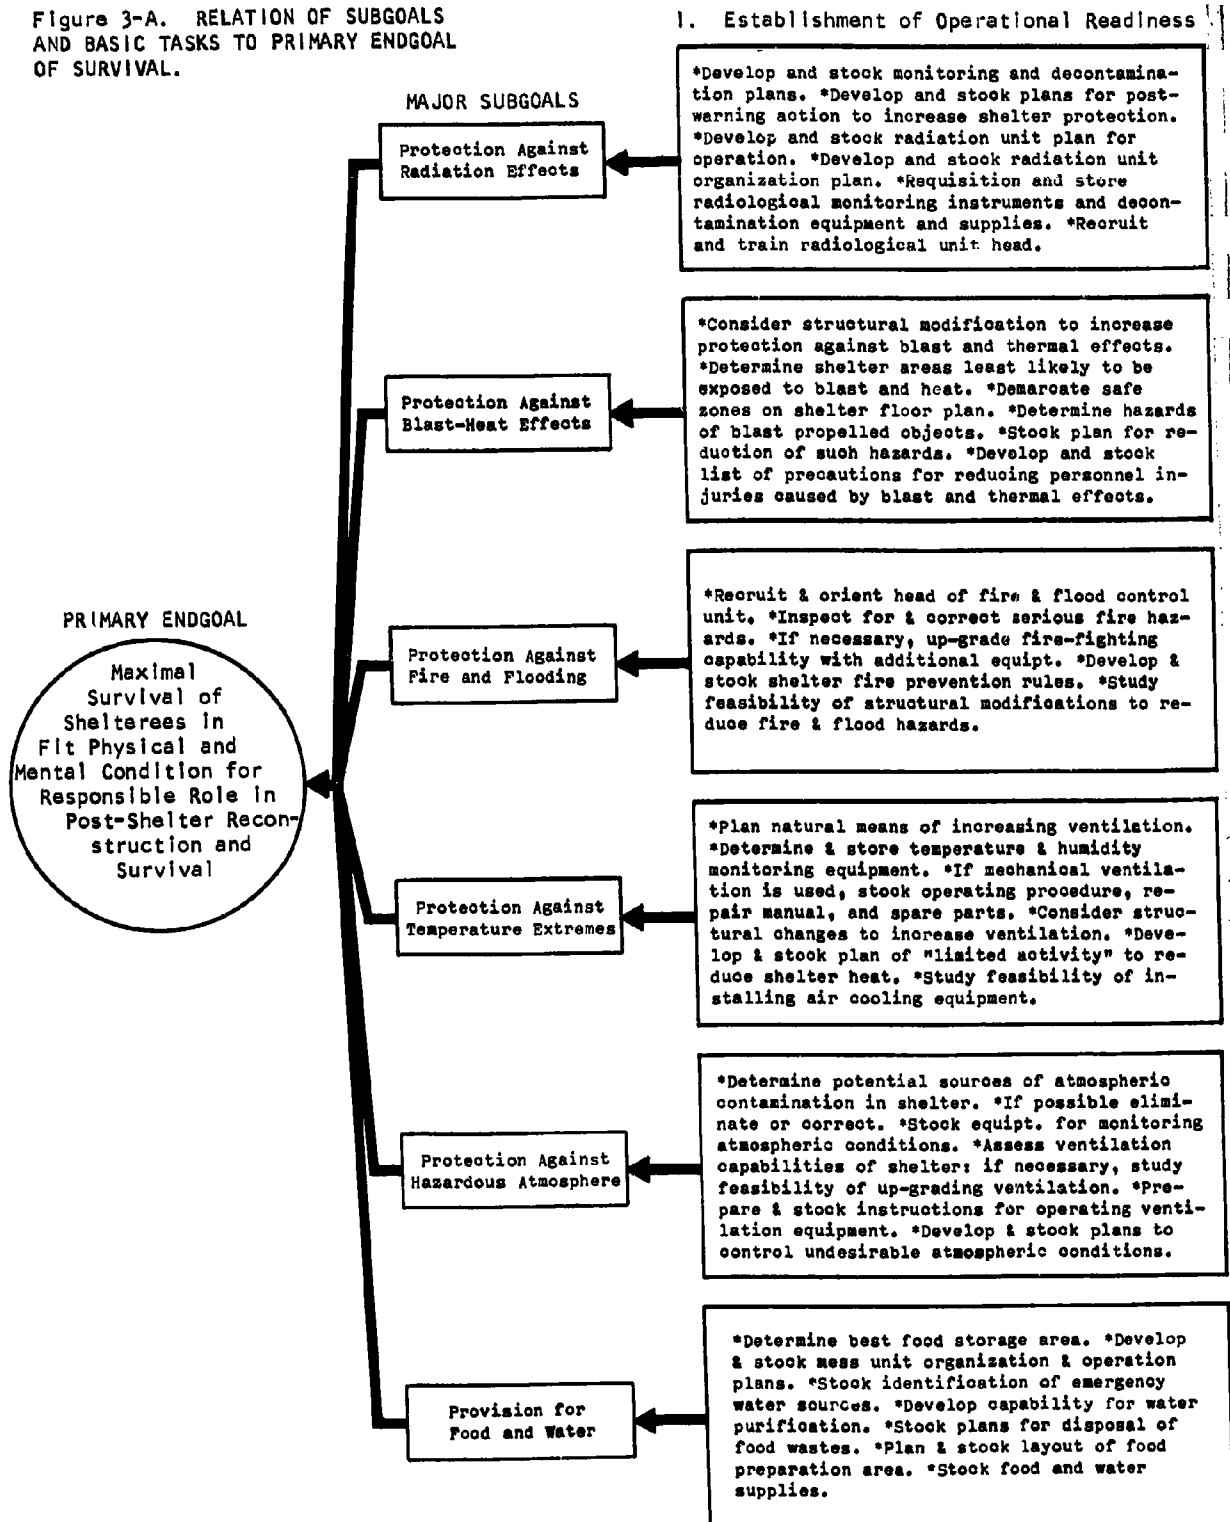 Figure 3-A. RELATION OF SUBGOALS
AND BASIC TASKS TO PRIMARY ENDGOAL
OF SURVIVAL.
1. Establishment of Operational Readiness
MAJOR SUBGOALS
Protection Against
Radiation Effects
*Develop and stock monitoring and decontamina-
tion plans. *Develop and stock plans for post-
warning action to increase shelter protection.
*Develop and stock radiation unit plan for
operation. *Develop and stock radiation unit
organization plan. *Requisition and store
radiological monitoring instruments and decon-
tamination equipment and supplies. *Recruit
and train radiological unit head.
Protection Against
Blast-Heat Effects
*Consider structural modification to increase
protection against blast and thermal effects.
*Determine shelter areas least likely to be
exposed to blast and heat. *Demarcate safe
zones on shelter floor plan. *Determine hazards
of blast propelled objects. *Stock plan for re-
duction of such hazards. *Develop and stock
list of precautions for reducing personnel in-
juries caused by blast and thermal effects.
Protection Against
Fire and Flooding
*Recruit & orient head of fire & flood control
unit. *Inspect for & correct serious fire haz-
ards. *If necessary, up-grade fire-fighting
capability with additional equipt. *Develop &
stock shelter fire prevention rules. *Study
feasibility of structural modifications to re-
duce fire & flood hazards.
PRIMARY ENDGOAL
Maximal
Survival of
Shelterees in
Fit Physical and
Mental Condition for
Responsible Role in
Post-Shelter Recon-
struction and
Survival
Protection Against
Temperature Extremes
*Plan natural means of increasing ventilation.
*Determine & store temperature & humidity
monitoring equipment. *If mechanical ventila-
tion is used, stock operating procedure, re-
pair manual, and spare parts. *Consider struc-
tural changes to increase ventilation. *Deve-
lop & stock plan of "limited activity" to re-
duce shelter heat. *Study feasibility of in-
stalling air cooling equipment.
Protection Against
Hazardous Atmosphere
*Determine potential sources of atmospheric
contamination in shelter. *If possible elimi-
nate or correct. *Stock equipt. for monitoring
atmospheric conditions. *Assess ventilation
capabilities of shelter: if necessary, study
feasibility of up-grading ventilation. *Pre-
pare & stock instructions for operating venti-
lation equipment. *Develop & stock plans to
control undesirable atmospheric conditions.
Provision for
Food and Water
*Determine best food storage area. *Develop
& stock mess unit organization & operation
plans. *Stock identification of emergency
water sources. *Develop capability for water
purification. *Stock plans for disposal of
food wastes. *Plan & stock layout of food
preparation area. *Stock food and water
supplies.